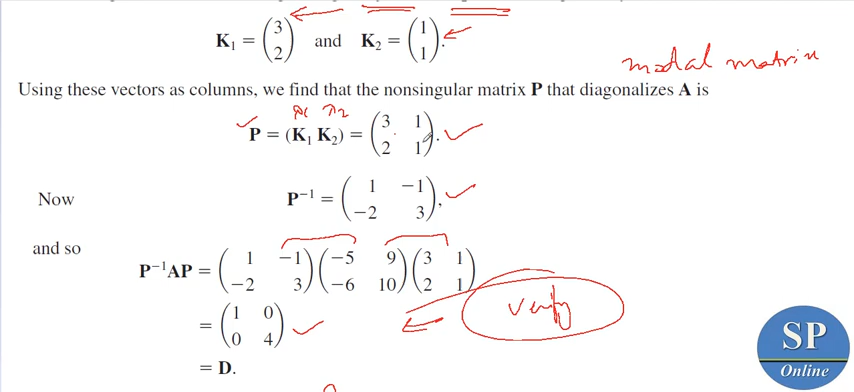 K₁ = (3 2) and K₂ = (1 1).
modal matrix
Using these vectors as columns, we find that the nonsingular matrix P that diagonalizes A is
λ₁ λ₂
P = (K₁ K₂) = (3 1 2 1).
Now P⁻¹ = (1 −1 −2 3),
and so
P⁻¹AP = (1 −1 −2 3)(−5 9 −6 10)(3 1 2 1)
verify
= (1 0 0 4)
= D.
SP
Online